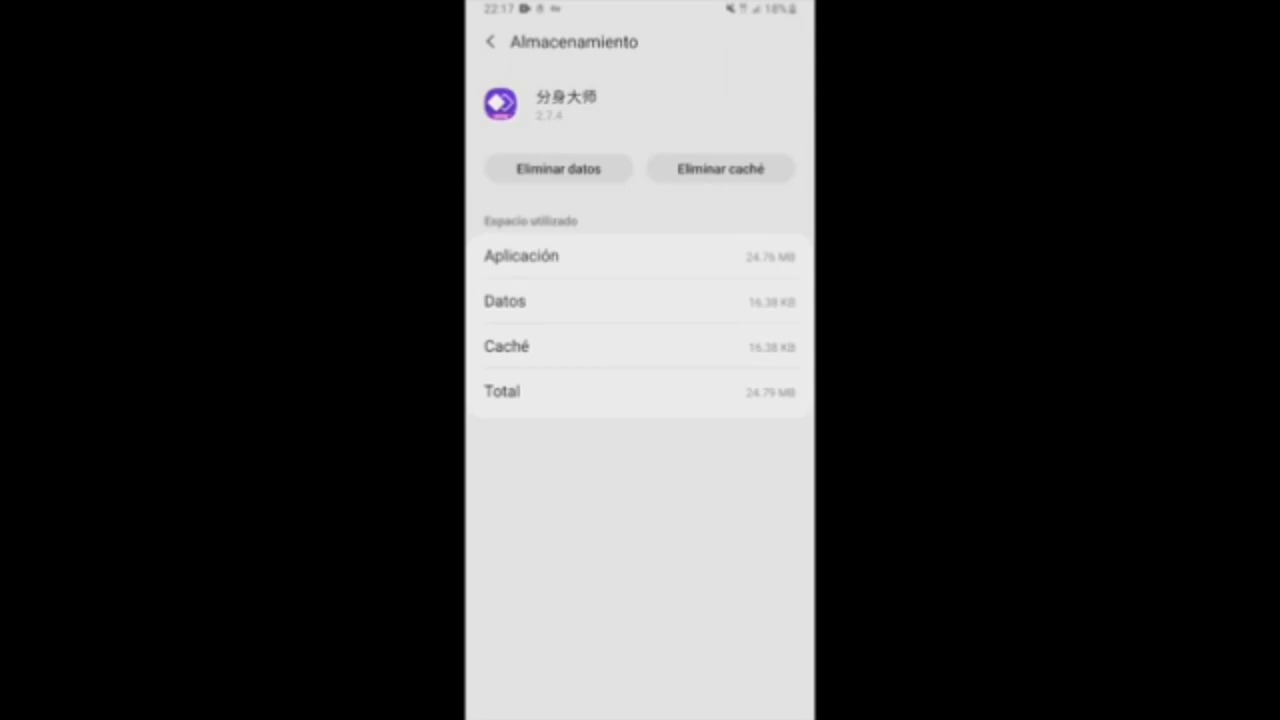 22:17
18%
Almacenamiento
分身大师
2.7.4
Eliminar datos
Eliminar caché
Espacio utilizado
Aplicación
24.76 MB
Datos
16.38 KB
Caché
16.38 KB
Total
24.79 MB